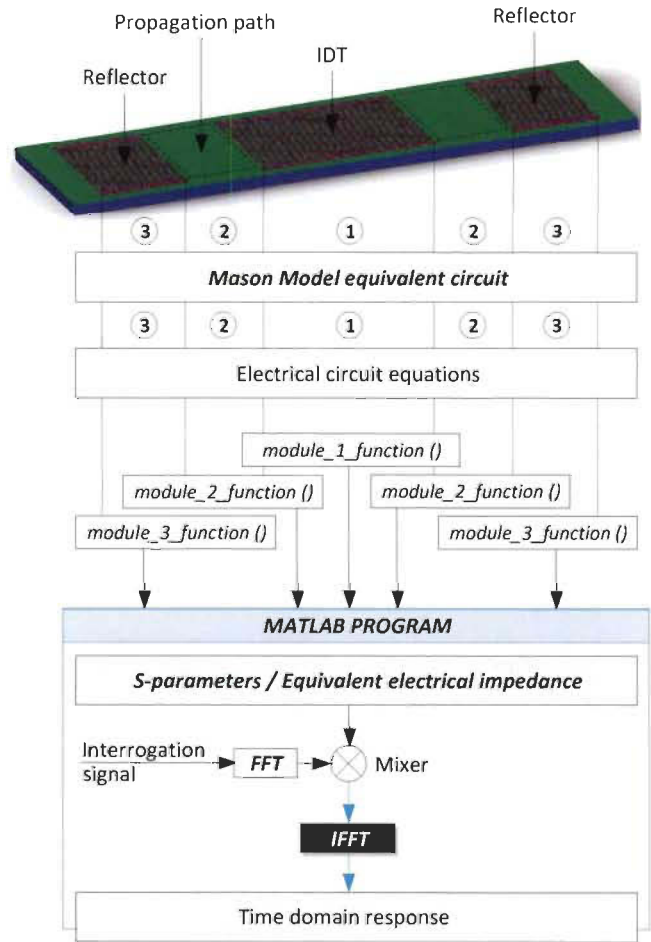 Propagation path
Reflector
IDT
Reflector
3 2 1 2 3
Mason Model equivalent circuit
3 2 1 2 3
Electrical circuit equations
module_1_function ()
module_2_function ()
module_2_function ()
module_3_function ()
module_3_function ()
MATLAB PROGRAM
S-parameters / Equivalent electrical impedance
Interrogation
signal
FFT
Mixer
IFFT
Time domain response